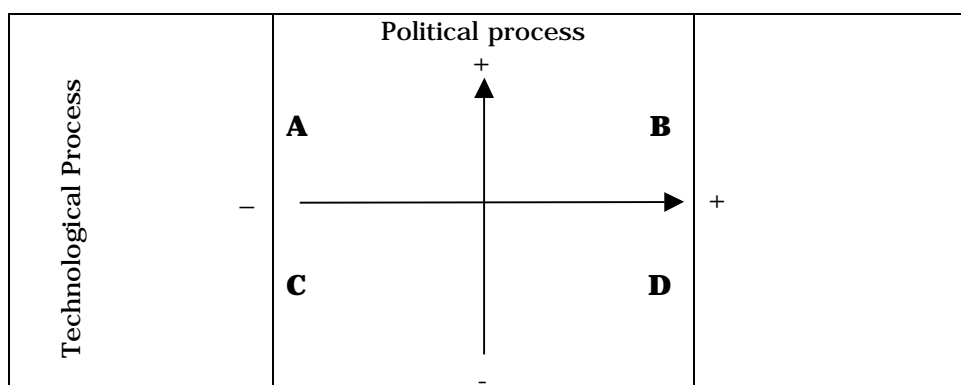 Political process
+
Technological Process
A
B
–
+
C
D
-